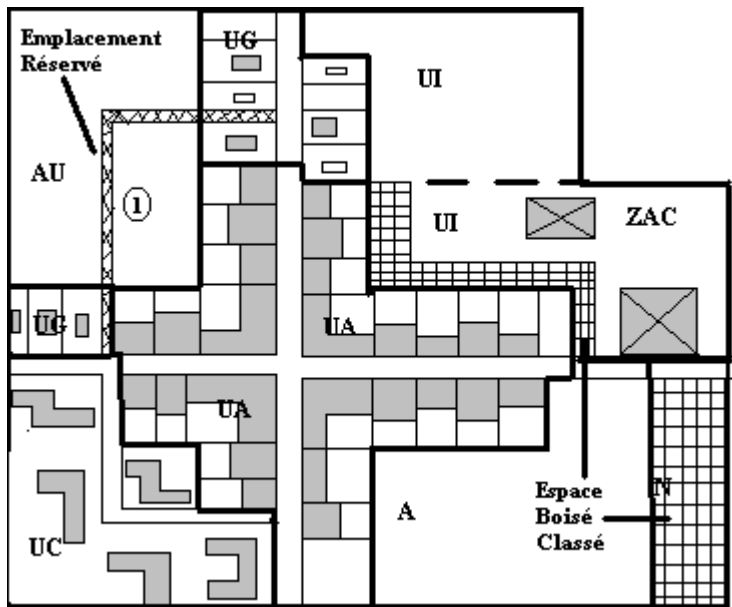 Emplacement
Réservé
UG
UI
AU
1
UI
ZAC
UG
UA
UA
Espace
Boisé
Classé
N
A
UC